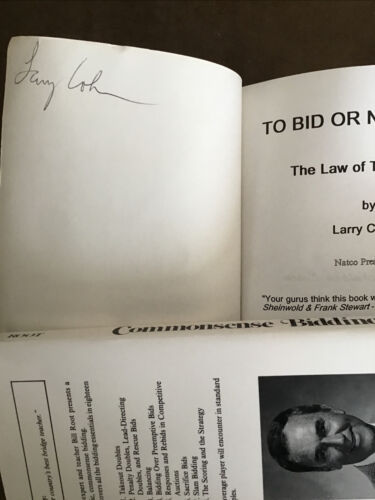 Larry Cohen
TO BID OR N
The Law of T
by
Larry C
Natco Pre
"Your gurus think this book w
Sheinwold & Frank Stewart -
ROOT
Commonsense Bidding
country's best bridge teacher."
expert and teacher Bill Root presents a
commonsense bidding.
covers all the bidding essentials in eighteen
Takeout Doubles
Penalty Doubles, Lead-Directing
Doubles, and Rescue Bids
Balancing
Bidding Over Preemptive Bids
Responses and Rebids in Competitive
Auctions
Sacrifice Bids
Slam Bidding
The Scoring and the Strategy
average player will encounter in standard